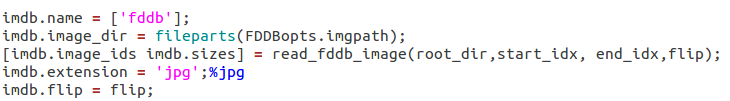 imdb.name = ['fddb'];
imdb.image_dir = fileparts(FDDBopts.imgpath);
[imdb.image_ids imdb.sizes] = read_fddb_image(root_dir,start_idx, end_idx,flip);
imdb.extension = 'jpg';%jpg
imdb.flip = flip;